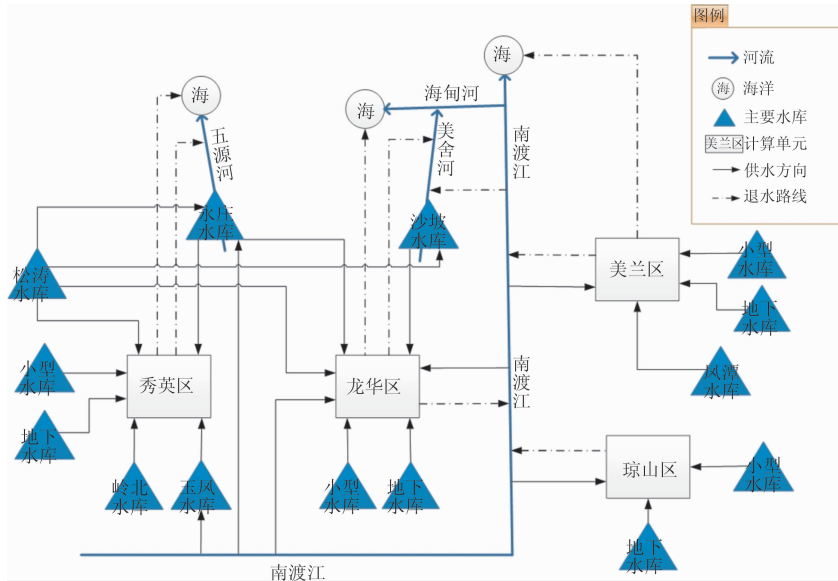 图例
河流
海
海洋
主要水库
美兰区
计算单元
供水方向
退水路线
海
海
海
海甸河
五源河
美舍河
南渡江
永庄
水库
沙坡
水库
松涛
水库
美兰区
小型
水库
地下
水库
凤潭
水库
小型
水库
地下
水库
秀英区
龙华区
南渡江
岭北
水库
玉凤
水库
小型
水库
地下
水库
琼山区
小型
水库
地下
水库
南渡江